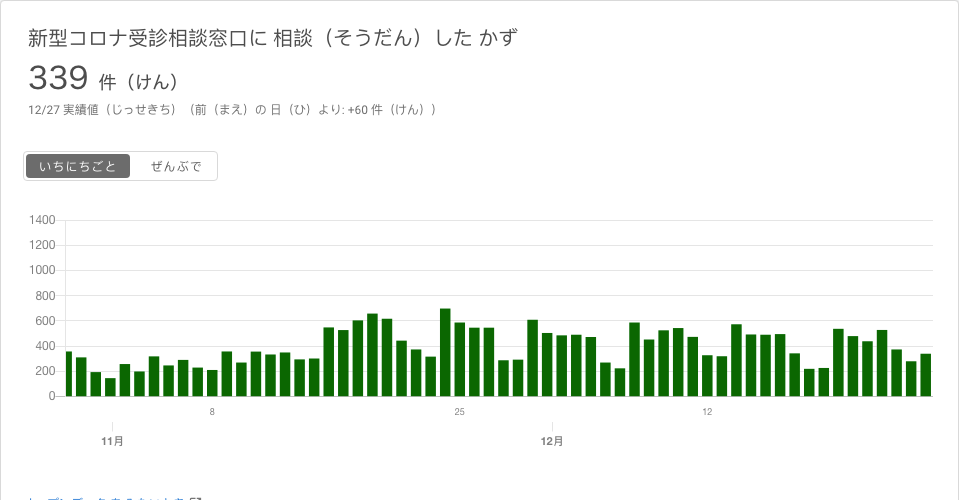 新型コロナ受診相談窓口に 相談（そうだん）した かず
339 件（けん）
12/27 実績値（じっせきち）（前（まえ）の 日（ひ）より: +60 件（けん））
いちにちごと ぜんぶで
1400
1200
1000
800
600
400
200
0
8 25 12
11月 12月